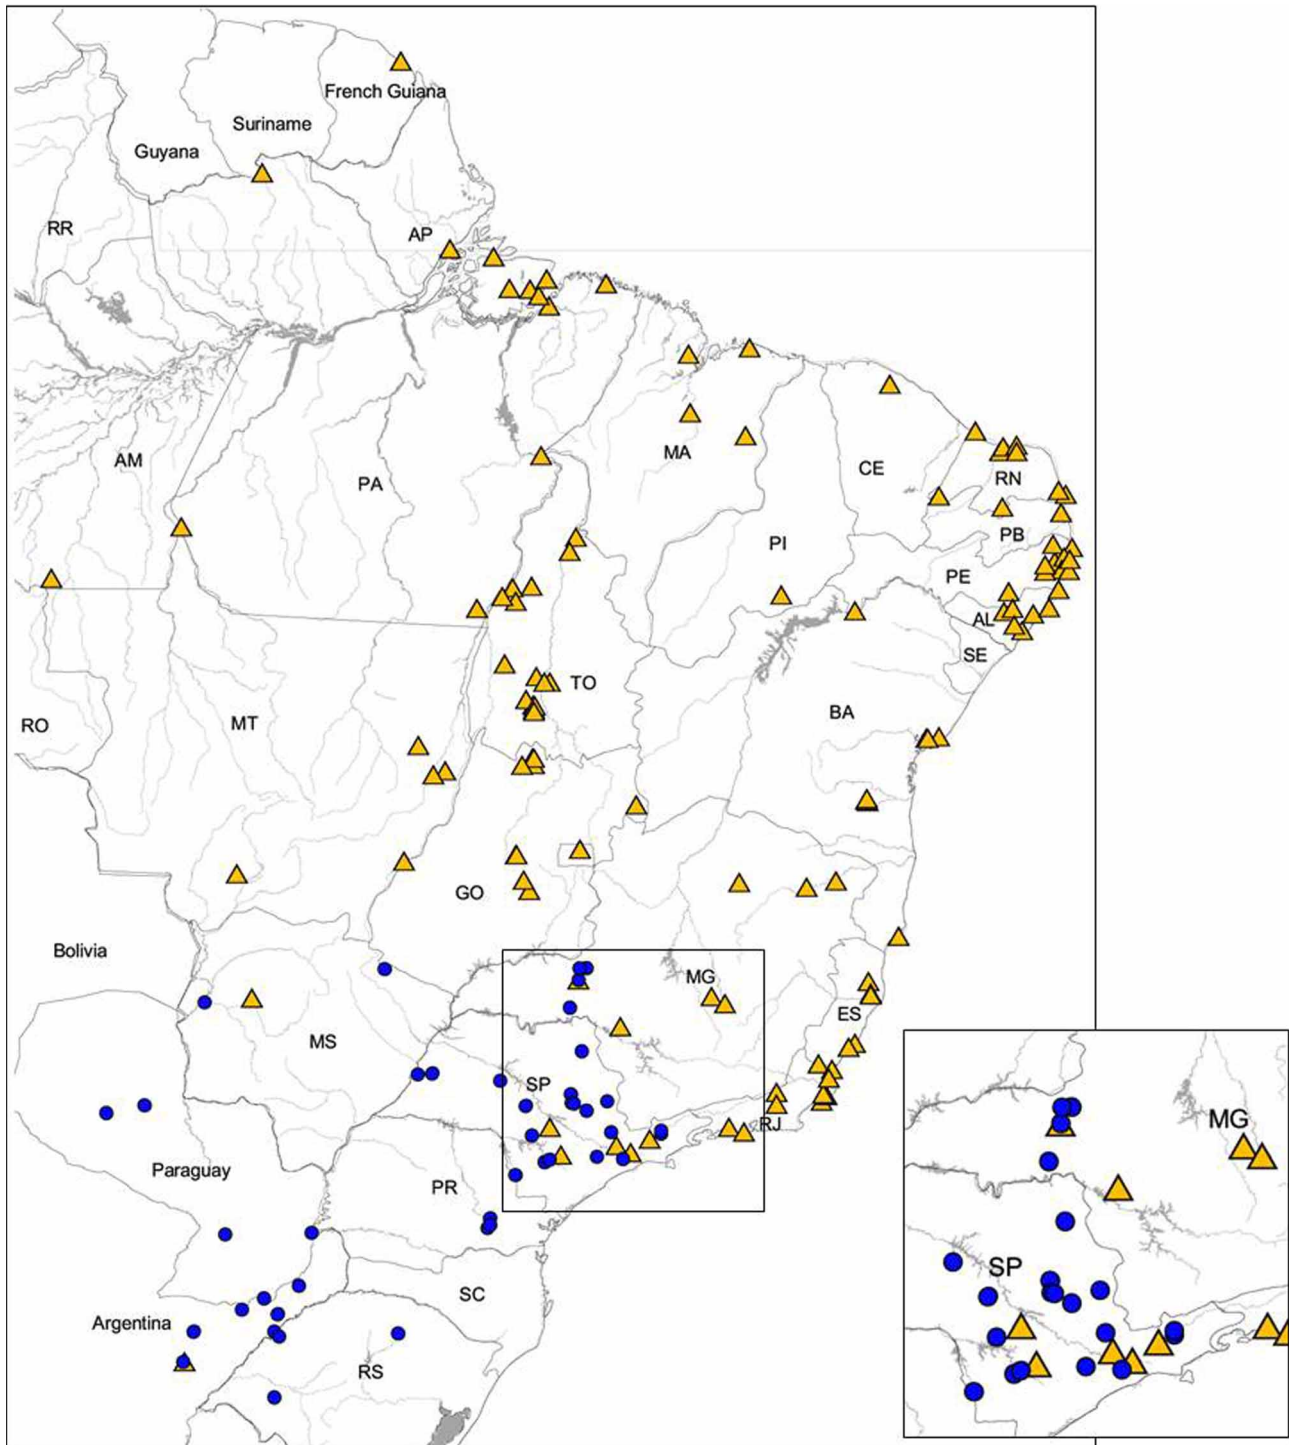 French Guiana
Suriname
Guyana
RR
AP
AM
PA
MA
CE
RN
PB
PI
PE
AL
SE
TO
RO
MT
BA
GO
Bolivia
MG
ES
MS
SP
RJ
Paraguay
PR
SC
Argentina
RS
MG
SP